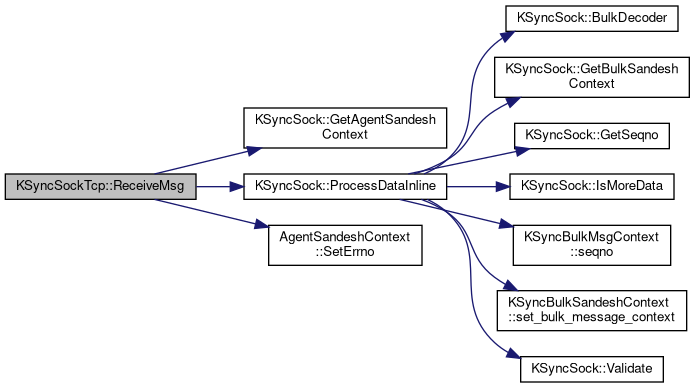 KSyncSockTcp::ReceiveMsg
KSyncSock::GetAgentSandesh
Context
KSyncSock::ProcessDataInline
AgentSandeshContext
::SetErrno
KSyncSock::BulkDecoder
KSyncSock::GetBulkSandesh
Context
KSyncSock::GetSeqno
KSyncSock::IsMoreData
KSyncBulkMsgContext
::seqno
KSyncBulkSandeshContext
::set_bulk_message_context
KSyncSock::Validate